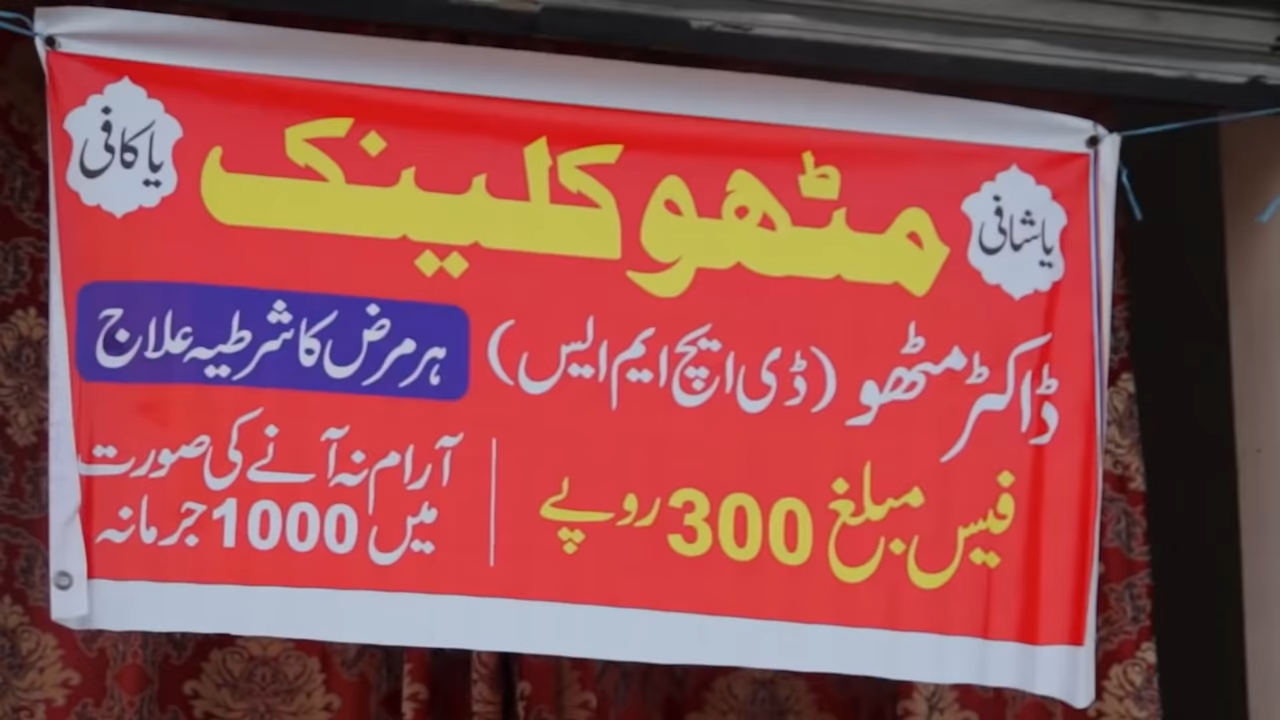 یا شافی
مٹھو کلینک
یا کافی
ڈاکٹر مٹھو (ڈی ایچ ایم ایس)
ہر مرض کا شرطیہ علاج
فیس مبلغ 300 روپے
آرام نہ آنے کی صورت
میں 1000 جرمانہ